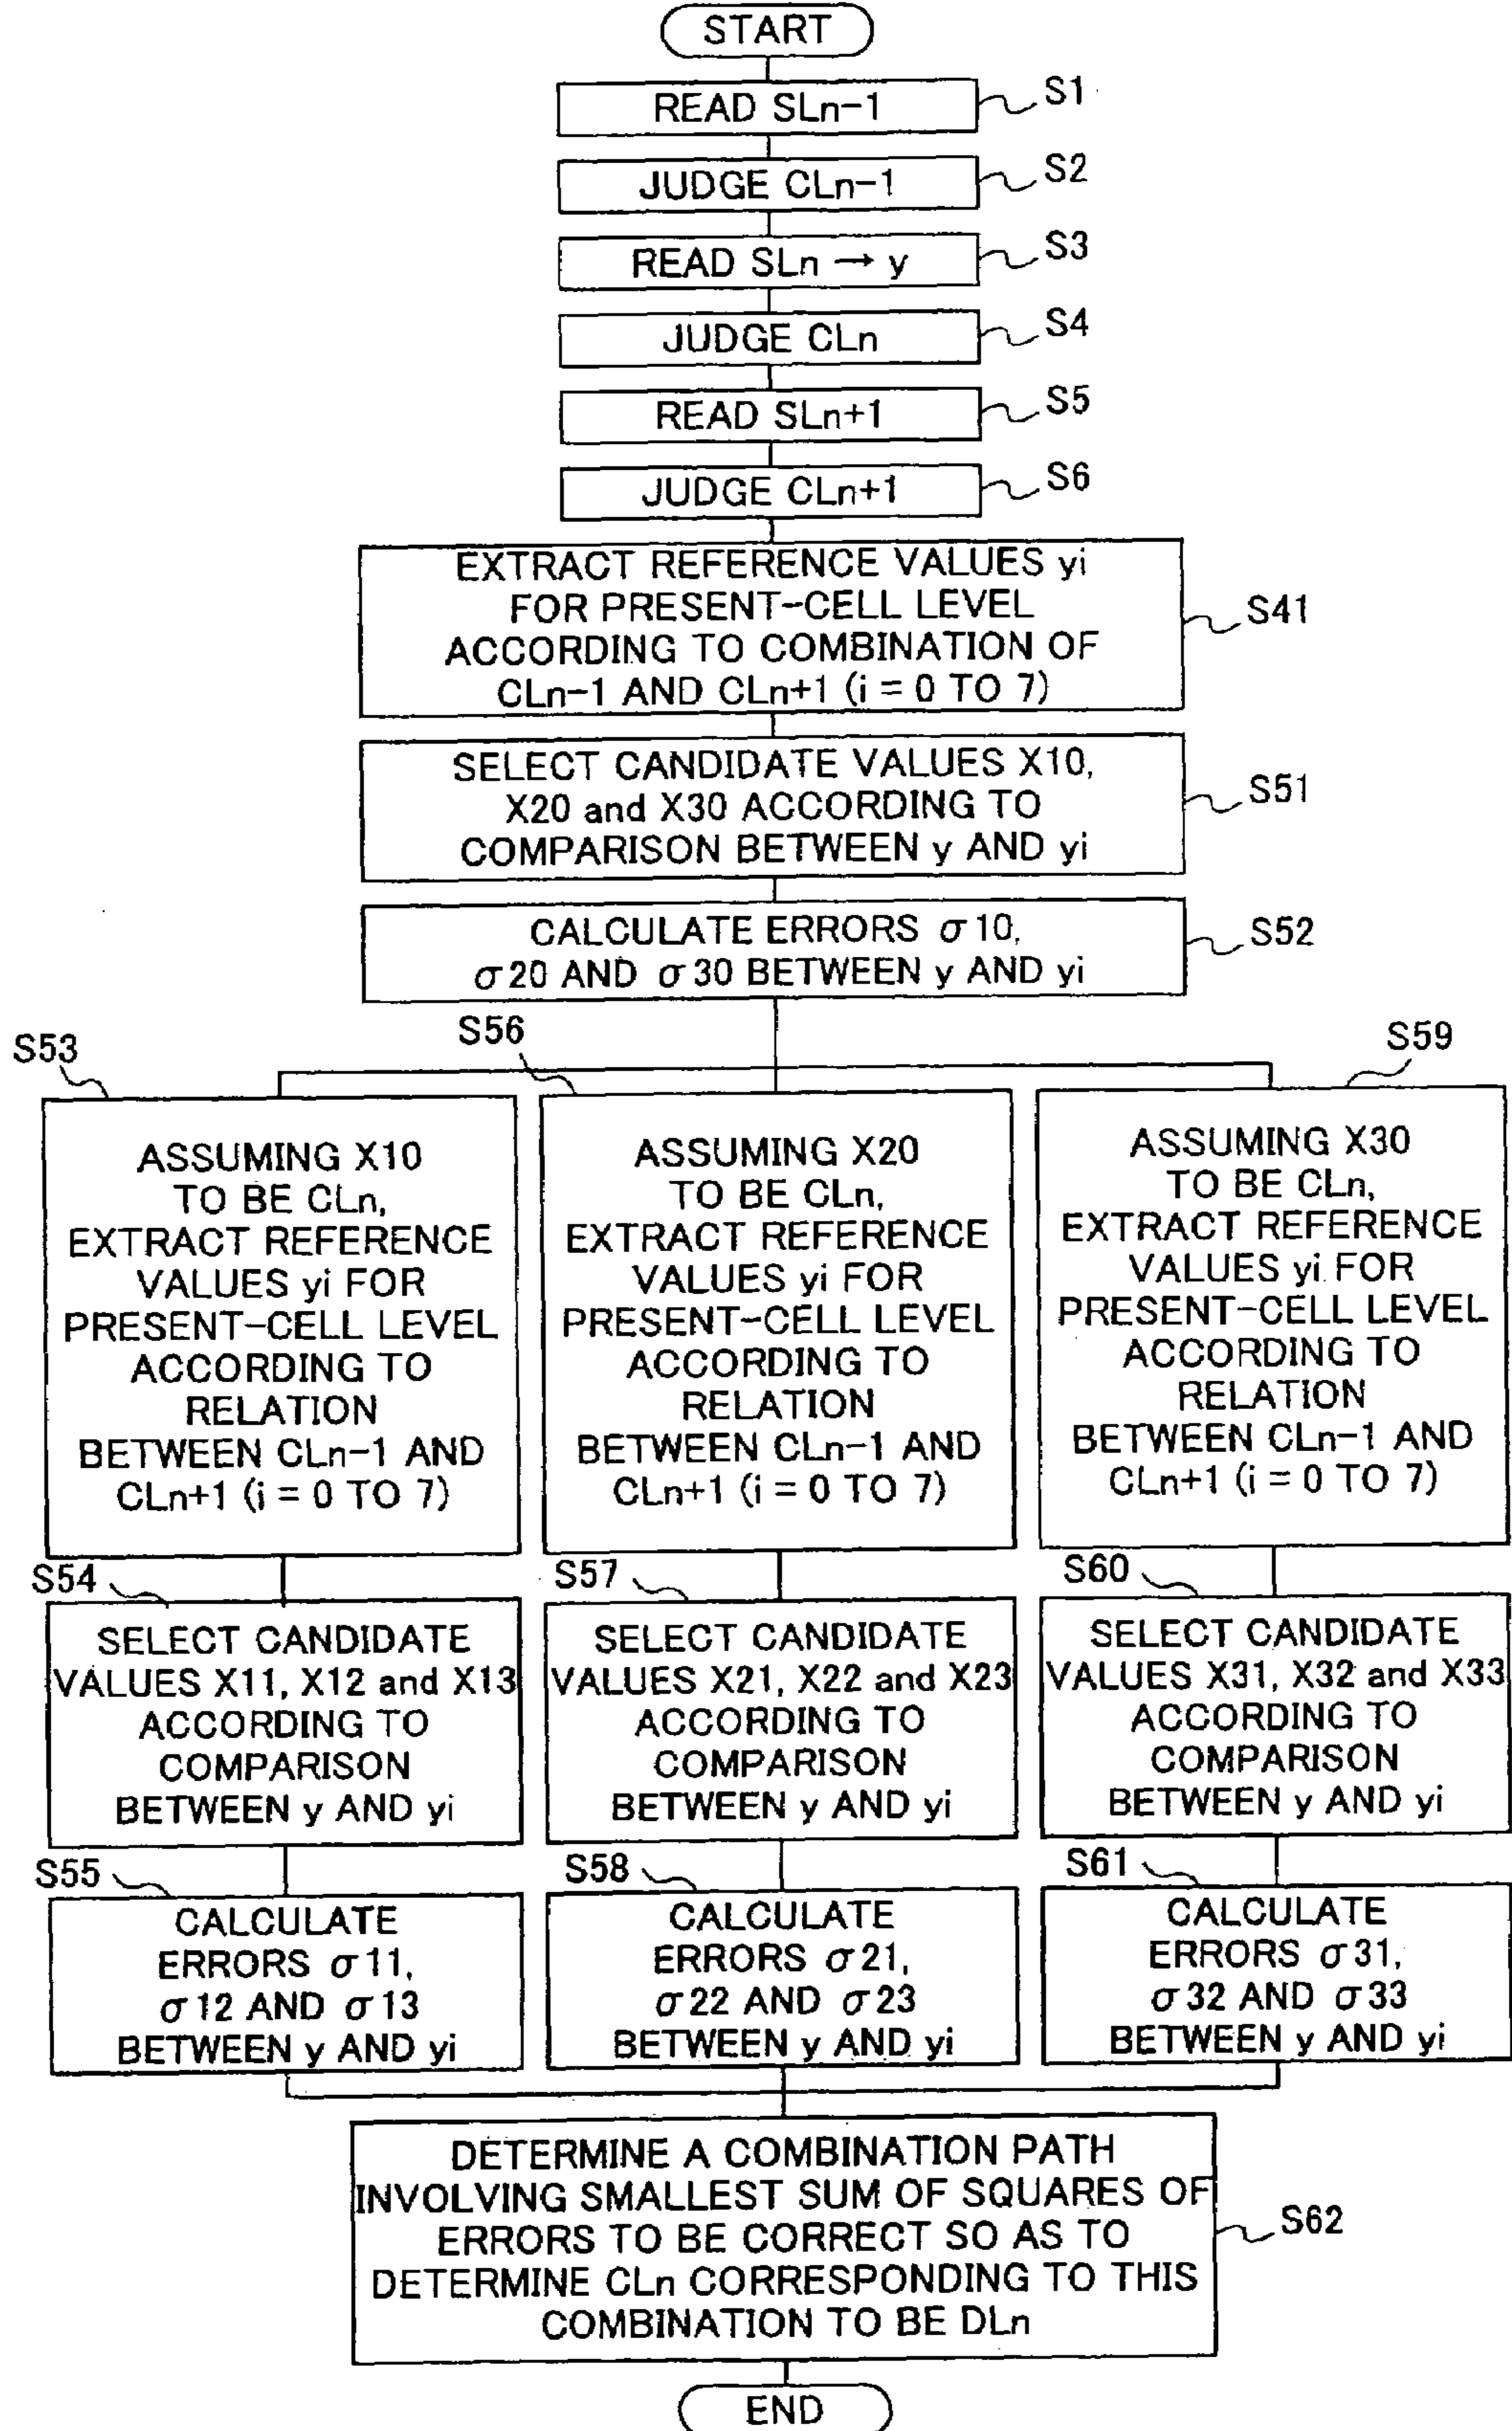 START
READ SLn-1
S1
JUDGE CLn-1
S2
READ SLn → y
S3
JUDGE CLn
S4
READ SLn+1
S5
JUDGE CLn+1
S6
EXTRACT REFERENCE VALUES yi
FOR PRESENT-CELL LEVEL
ACCORDING TO COMBINATION OF
CLn-1 AND CLn+1 (i = 0 TO 7)
S41
SELECT CANDIDATE VALUES X10,
X20 and X30 ACCORDING TO
COMPARISON BETWEEN y AND yi
S51
CALCULATE ERRORS σ10,
σ20 AND σ30 BETWEEN y AND yi
S52
S53
ASSUMING X10
TO BE CLn,
EXTRACT REFERENCE
VALUES yi FOR
PRESENT-CELL LEVEL
ACCORDING TO
RELATION
BETWEEN CLn-1 AND
CLn+1 (i = 0 TO 7)
S56
ASSUMING X20
TO BE CLn,
EXTRACT REFERENCE
VALUES yi FOR
PRESENT-CELL LEVEL
ACCORDING TO
RELATION
BETWEEN CLn-1 AND
CLn+1 (i = 0 TO 7)
S59
ASSUMING X30
TO BE CLn,
EXTRACT REFERENCE
VALUES yi FOR
PRESENT-CELL LEVEL
ACCORDING TO
RELATION
BETWEEN CLn-1 AND
CLn+1 (i = 0 TO 7)
S54
SELECT CANDIDATE
VALUES X11, X12 and X13
ACCORDING TO
COMPARISON
BETWEEN y AND yi
S57
SELECT CANDIDATE
VALUES X21, X22 and X23
ACCORDING TO
COMPARISON
BETWEEN y AND yi
S60
SELECT CANDIDATE
VALUES X31, X32 and X33
ACCORDING TO
COMPARISON
BETWEEN y AND yi
S55
CALCULATE
ERRORS σ11,
σ12 AND σ13
BETWEEN y AND yi
S58
CALCULATE
ERRORS σ21,
σ22 AND σ23
BETWEEN y AND yi
S61
CALCULATE
ERRORS σ31,
σ32 AND σ33
BETWEEN y AND yi
DETERMINE A COMBINATION PATH
INVOLVING SMALLEST SUM OF SQUARES OF
ERRORS TO BE CORRECT SO AS TO
DETERMINE CLn CORRESPONDING TO THIS
COMBINATION TO BE DLn
S62
END